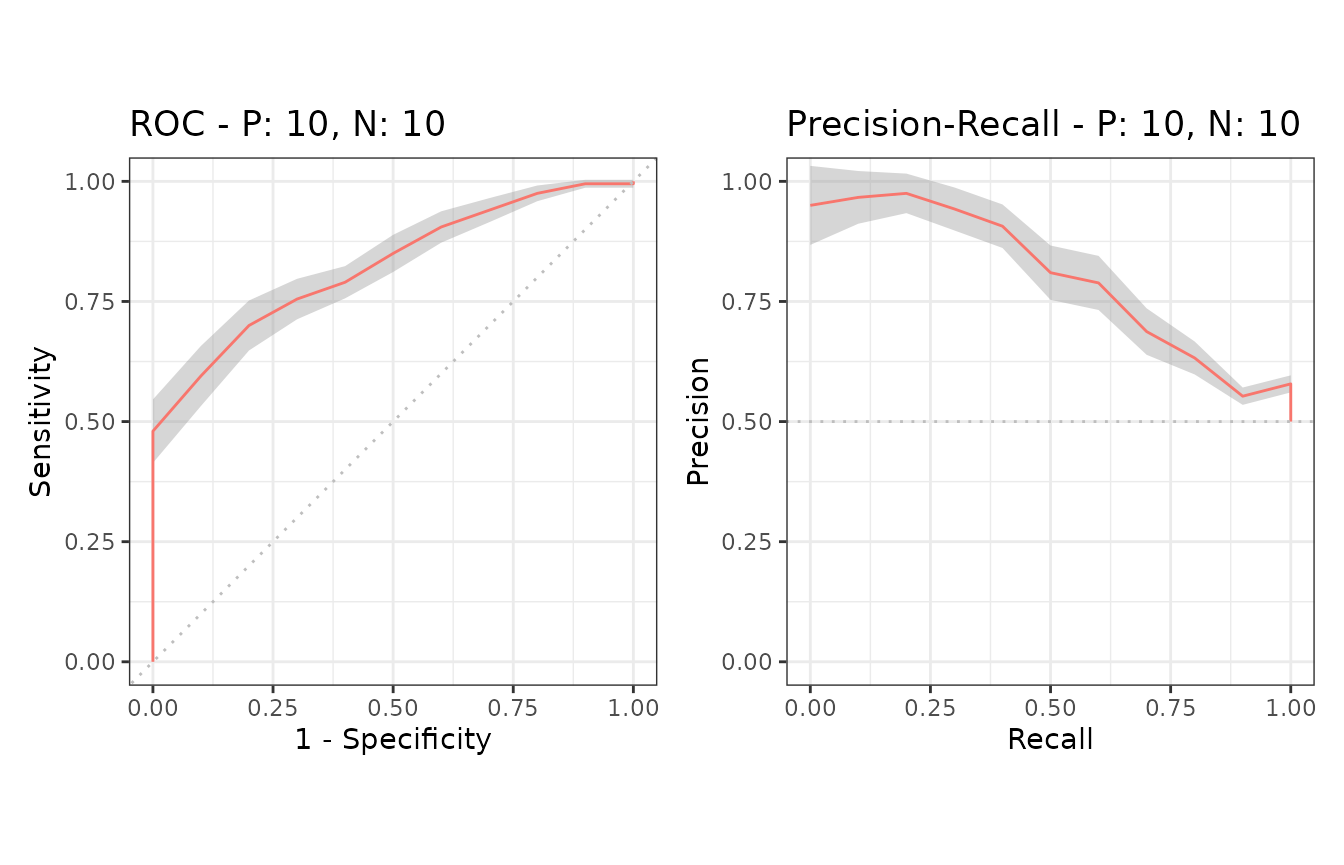 ROC - P: 10, N: 10
Sensitivity
1.00
0.75
0.50
0.25
0.00
0.00 0.25 0.50 0.75 1.00
1 - Specificity
Precision-Recall - P: 10, N: 10
Precision
1.00
0.75
0.50
0.25
0.00
0.00 0.25 0.50 0.75 1.00
Recall